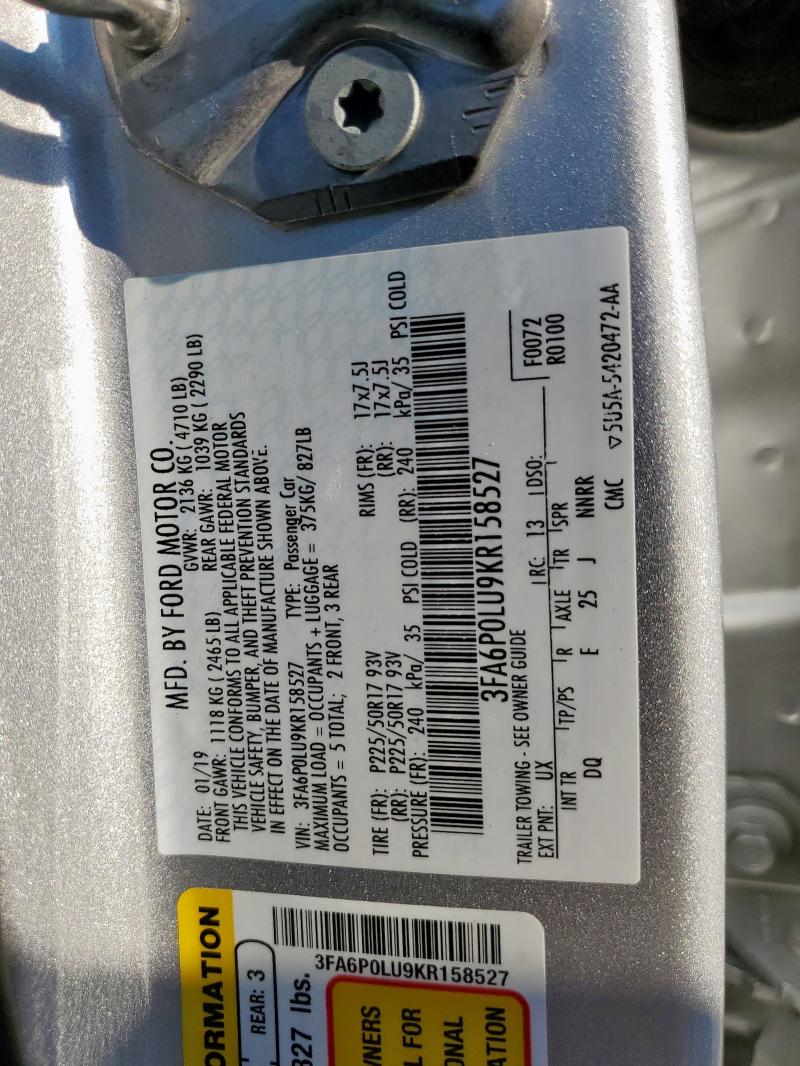 MFD. BY FORD MOTOR CO.
DATE: 01/19 GVWR: 2136 KG ( 4710 LB)
FRONT GAWR: 1118 KG ( 2465 LB) REAR GAWR: 1039 KG ( 2290 LB)
THIS VEHICLE CONFORMS TO ALL APPLICABLE FEDERAL MOTOR
VEHICLE SAFETY, BUMPER, AND THEFT PREVENTION STANDARDS
IN EFFECT ON THE DATE OF MANUFACTURE SHOWN ABOVE.
VIN: 3FA6P0LU9KR158527 TYPE: Passenger Car
MAXIMUM LOAD = OCCUPANTS + LUGGAGE = 375KG/ 827LB
OCCUPANTS = 5 TOTAL; 2 FRONT, 3 REAR
TIRE (FR): P225/50R17 93V RIMS (FR): 17x7.5J
(RR): P225/50R17 93V (RR): 17x7.5J
PRESSURE (FR): 240 kPa/ 35 PSI COLD (RR): 240 kPa/ 35 PSI COLD
3FA6P0LU9KR158527
TRAILER TOWING - SEE OWNER GUIDE
F0072
EXT PNT: UX RC: 13 DSO: R0100
INT TR TP/PS R AXLE TR SPR
DQ E 25 J NNRR
CMC 5U5A-5420472-AA
ORMATION
REAR: 3
3FA6P0LU9KR158527
827 lbs.
WNERS
L FOR
ONAL
ATION